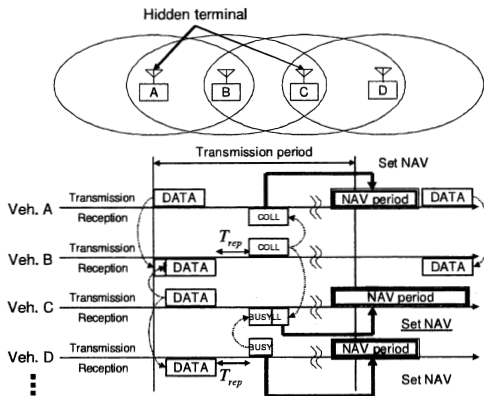 Hidden terminal
A
B
C
D
Transmission period
Set NAV
Veh. A
Transmission
Reception
DATA
COLL
NAV period
DATA
Veh. B
Transmission
Reception
DATA
T_rep
COLL
DATA
Veh. C
Transmission
Reception
DATA
BUSY LL
NAV period
Set NAV
Veh. D
Transmission
Reception
DATA
T_rep
BUSY
NAV period
Set NAV